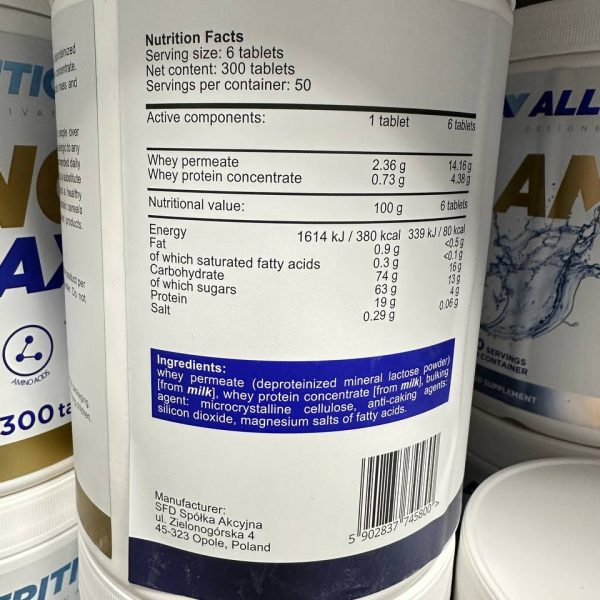 Nutrition Facts
Serving size: 6 tablets
Net content: 300 tablets
Servings per container: 50
Active components: 1 tablet 6 tablets
Whey permeate 2.36 g 14.16 g
Whey protein concentrate 0.73 g 4.38 g
Nutritional value: 100 g 6 tablets
Energy 1614 kJ / 380 kcal 339 kJ / 80 kcal
Fat 0.9 g <0.5 g
of which saturated fatty acids 0.3 g <0.1 g
Carbohydrate 74 g 16 g
of which sugars 63 g 13 g
Protein 19 g 4 g
Salt 0.29 g 0.06 g
Ingredients:
whey permeate (deproteinized mineral lactose powder)
[from milk], whey protein concentrate [from milk], bulking
agent: microcrystalline cellulose, anti-caking agents:
silicon dioxide, magnesium salts of fatty acids.
Manufacturer:
SFD Spółka Akcyjna
ul. Zielonogórska 4
45-323 Opole, Poland
5 902837 745800 >
AMINO ACIDS
300 ta
ALL
DESIGNE
AM
SERVINGS
CONTAINER
SUPPLEMENT